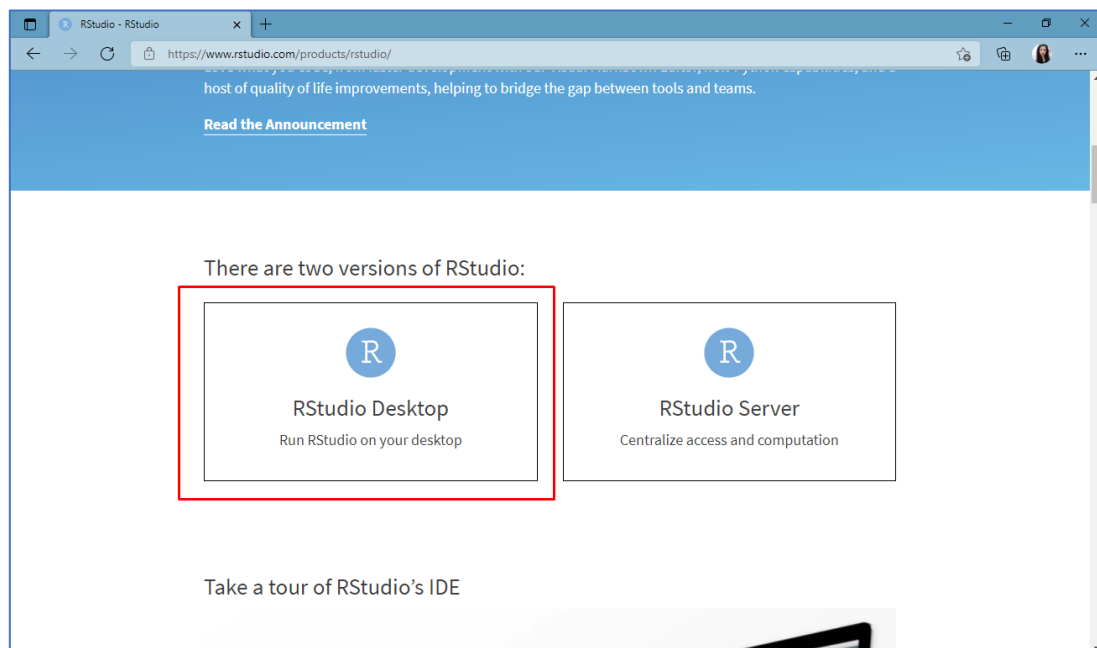 RStudio - RStudio
https://www.rstudio.com/products/rstudio/
host of quality of life improvements, helping to bridge the gap between tools and teams.
Read the Announcement
There are two versions of RStudio:
R
RStudio Desktop
Run RStudio on your desktop
R
RStudio Server
Centralize access and computation
Take a tour of RStudio’s IDE